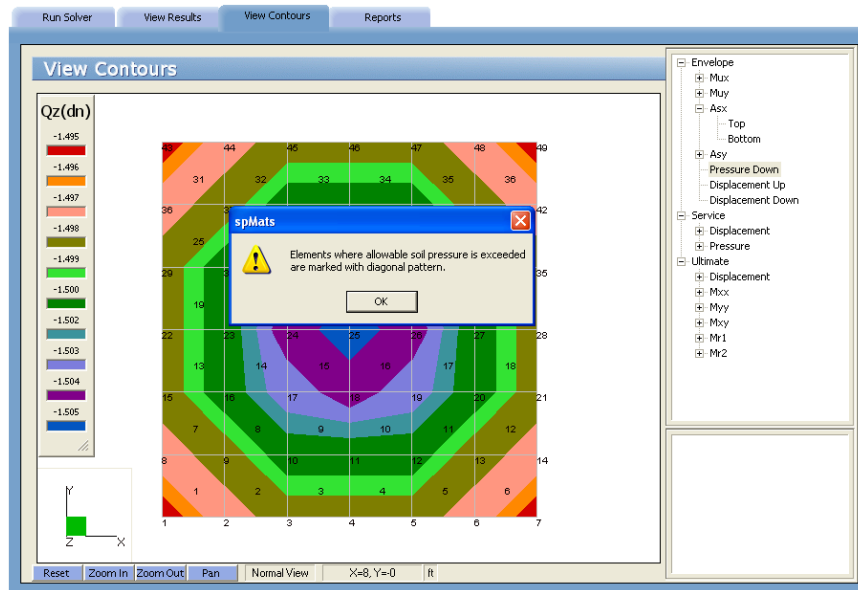 Run Solver View Results View Contours Reports
View Contours
Qz(dn)
-1.495
-1.496
-1.497
-1.498
-1.499
-1.500
-1.502
-1.503
-1.504
-1.505
43 44 45 46 47 48 49
31 32 33 34 35 36
36 42
25
29 35
19
22 23 24 25 26 27 28
13 14 15 16 17 18
15 16 17 18 19 20 21
7 8 9 10 11 12
8 9 10 11 12 13 14
1 2 3 4 5 6
1 2 3 4 5 6 7
spMats
Elements where allowable soil pressure is exceeded
are marked with diagonal pattern.
OK
Y
Z X
Reset Zoom In Zoom Out Pan Normal View X=8, Y=-0 ft
Envelope
Mux
Muy
Asx
Top
Bottom
Asy
Pressure Down
Displacement Up
Displacement Down
Service
Displacement
Pressure
Ultimate
Displacement
Mxx
Myy
Mxy
Mr1
Mr2